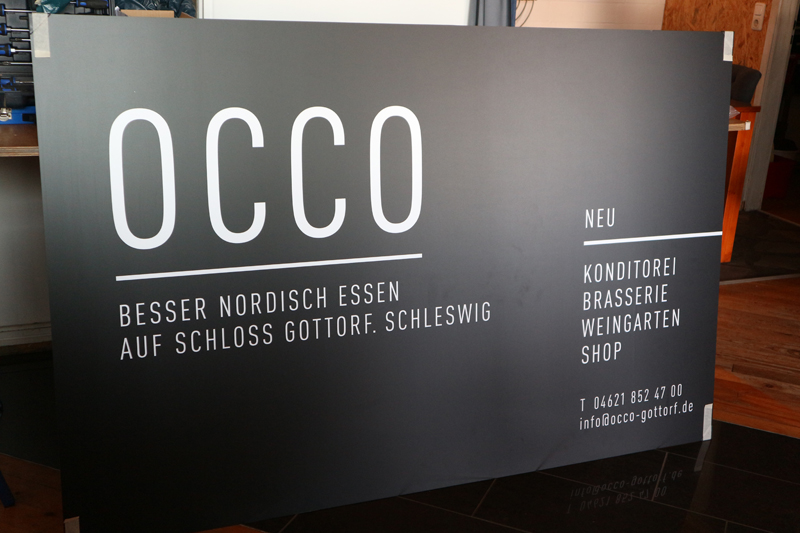 OCCO
BESSER NORDISCH ESSEN
AUF SCHLOSS GOTTORF. SCHLESWIG
NEU
KONDITOREI
BRASSERIE
WEINGARTEN
SHOP
T 04621 852 47 00
info@occo-gottorf.de